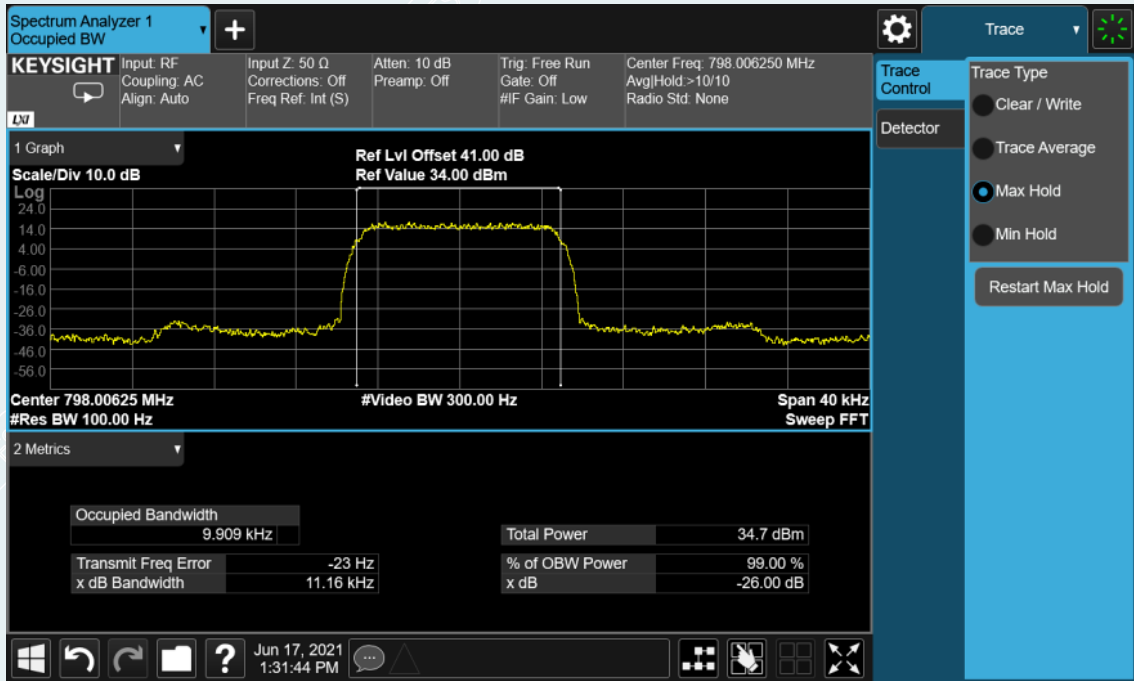 Spectrum Analyzer 1
Occupied BW
+
Trace
KEYSIGHT
Input: RF
Coupling: AC
Align: Auto
Input Z: 50 Ω
Corrections: Off
Freq Ref: Int (S)
Atten: 10 dB
Preamp: Off
Trig: Free Run
Gate: Off
#IF Gain: Low
Center Freq: 798.006250 MHz
Avg|Hold:>10/10
Radio Std: None
LXI
Trace Control
Detector
Trace Type
Clear / Write
Trace Average
Max Hold
Min Hold
Restart Max Hold
1 Graph
Scale/Div 10.0 dB
Ref Lvl Offset 41.00 dB
Ref Value 34.00 dBm
Log
24.0
14.0
4.00
-6.00
-16.0
-26.0
-36.0
-46.0
-56.0
Center 798.00625 MHz
#Res BW 100.00 Hz
#Video BW 300.00 Hz
Span 40 kHz
Sweep FFT
2 Metrics
Occupied Bandwidth
9.909 kHz
Total Power 34.7 dBm
Transmit Freq Error -23 Hz
% of OBW Power 99.00 %
x dB Bandwidth 11.16 kHz
x dB -26.00 dB
?
Jun 17, 2021
1:31:44 PM